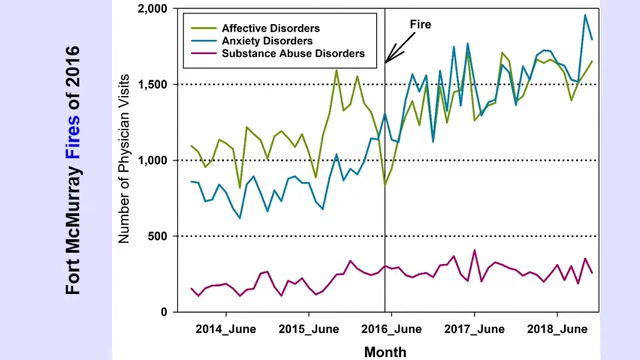 Fort McMurray Fires of 2016
Number of Physician Visits
2,000
1,500
1,000
500
0
Affective Disorders
Anxiety Disorders
Substance Abuse Disorders
Fire
2014_June 2015_June 2016_June 2017_June 2018_June
Month